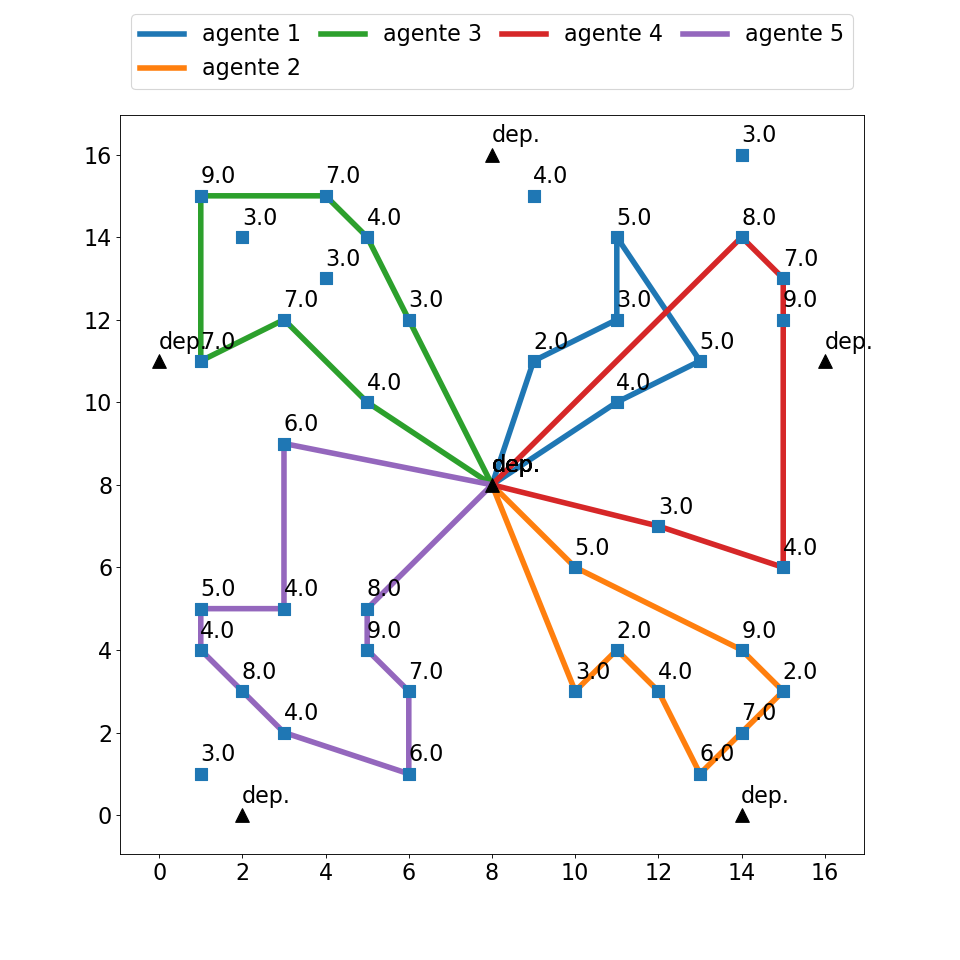 agente 1 agente 3 agente 4 agente 5
agente 2
16 dep. 3.0
9.0 7.0 4.0
14 3.0 4.0 5.0 8.0
3.0 7.0
12 7.0 3.0 3.0 9.0
dep. 7.0 2.0 5.0 dep.
10 4.0 4.0
6.0
8 dep.
3.0
6 5.0 4.0
5.0 4.0 8.0
4 4.0 9.0 2.0 9.0
8.0 7.0 3.0 4.0 2.0
2 4.0 7.0
3.0 6.0 6.0
0 dep. dep.
0 2 4 6 8 10 12 14 16